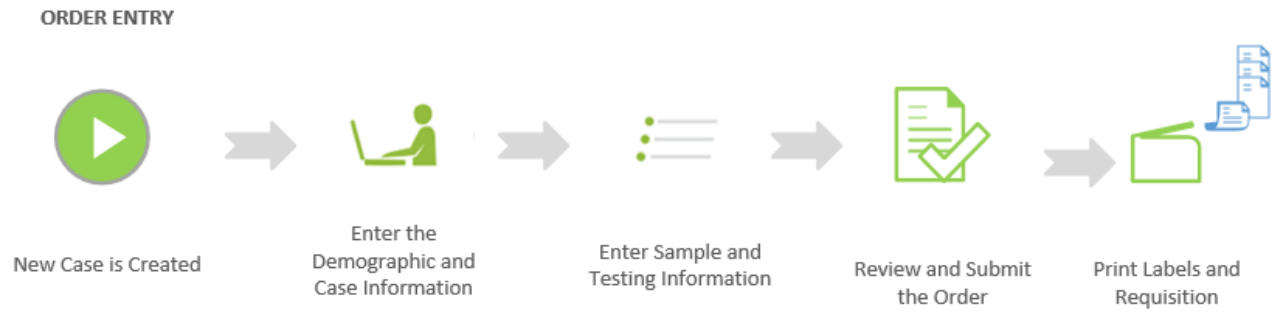 ORDER ENTRY
New Case is Created
Enter the
Demographic and
Case Information
Enter Sample and
Testing Information
Review and Submit
the Order
Print Labels and
Requisition